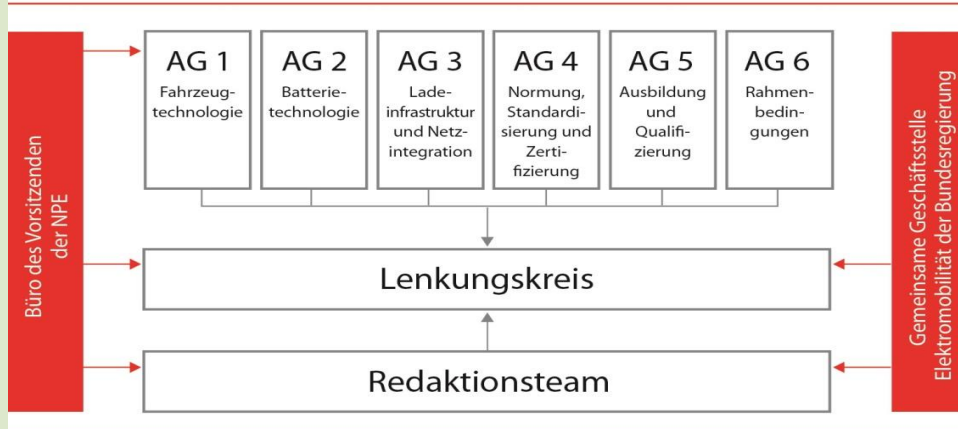 Büro des Vorsitzenden
der NPE
AG 1
Fahrzeug-
technologie
AG 2
Batterie-
technologie
AG 3
Lade-
infrastruktur
und Netz-
integration
AG 4
Normung,
Standardi-
sierung und
Zerti-
fizierung
AG 5
Ausbildung
und
Qualifi-
zierung
AG 6
Rahmen-
bedin-
gungen
Lenkungskreis
Redaktionsteam
Gemeinsame Geschäftsstelle
Elektromobilität der Bundesregierung